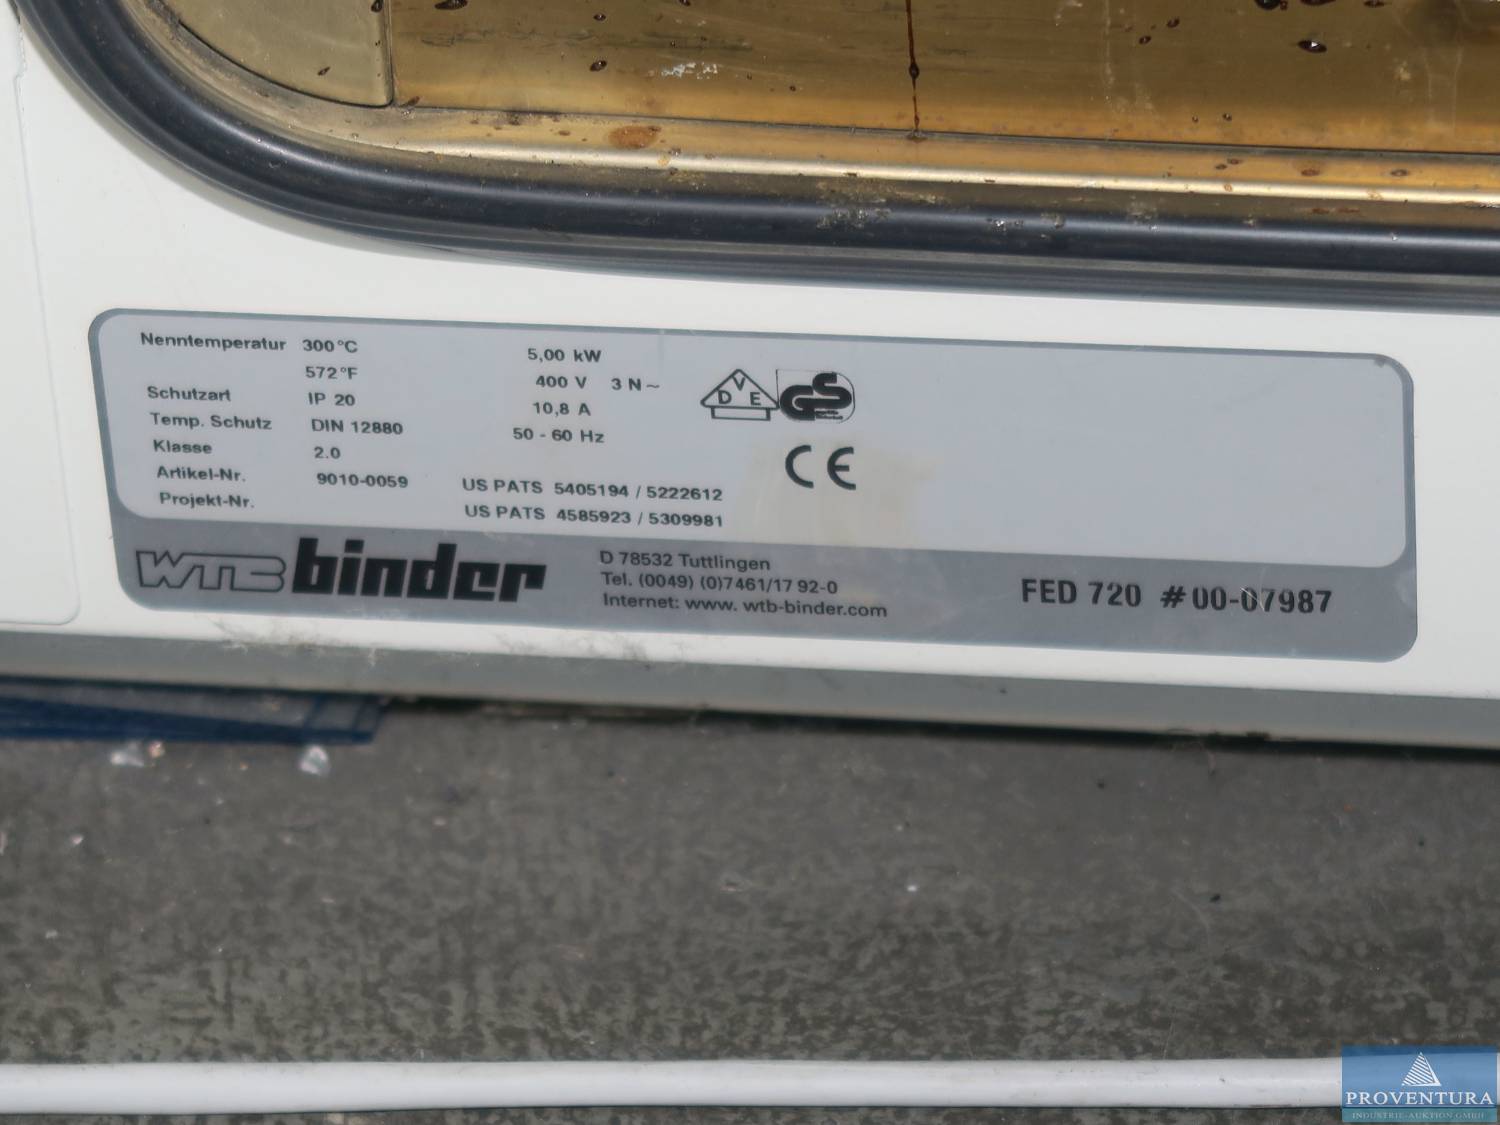 Nenntemperatur 300°C 5,00 kW
572°F 400 V 3 N ~
Schutzart IP 20 10,8 A
Temp. Schutz DIN 12880 50 - 60 Hz
Klasse 2.0
Artikel-Nr. 9010-0059 US PATS 5405194 / 5222612
Projekt-Nr. US PATS 4585923 / 5309981
VDE GS
CE
WTB binder
D 78532 Tuttlingen
Tel. (0049) (0)7461/17 92-0
Internet: www. wtb-binder.com
FED 720 # 00-07987
PROVENTURA
INDUSTRIE-AUKTION GMBH